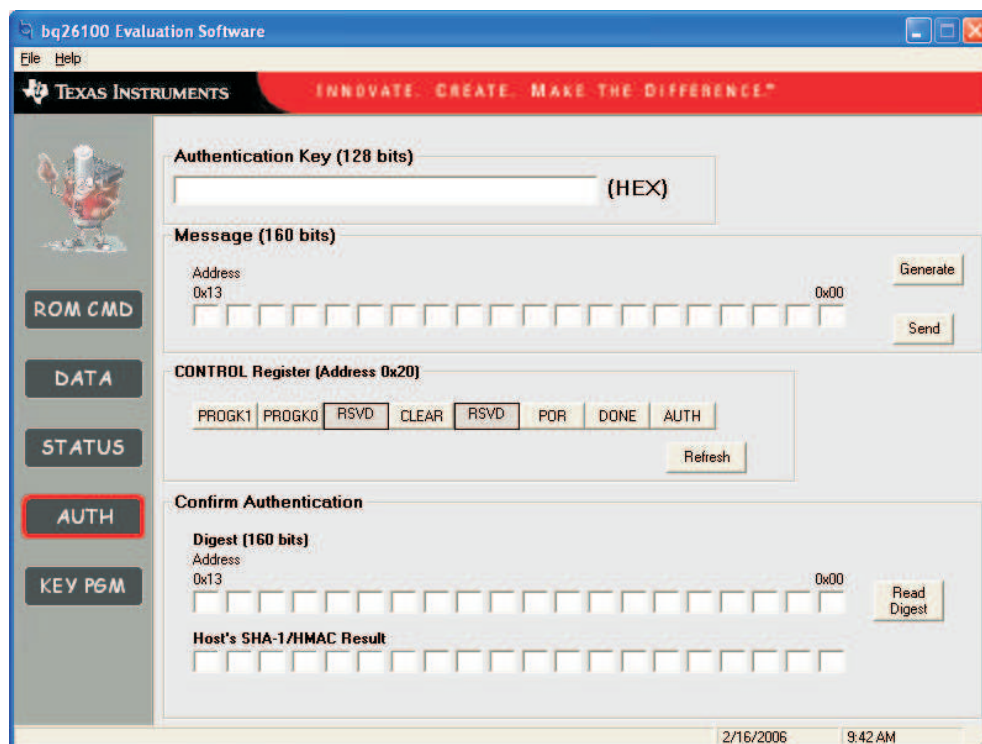 bq26100 Evaluation Software
File Help
TEXAS INSTRUMENTS
INNOVATE. CREATE. MAKE THE DIFFERENCE.™
ROM CMD
DATA
STATUS
AUTH
KEY PGM
Authentication Key (128 bits)
(HEX)
Message (160 bits)
Address
0x13 0x00
Generate
Send
CONTROL Register (Address 0x20)
PROGK1 PROGK0 RSVD CLEAR RSVD POR DONE AUTH
Refresh
Confirm Authentication
Digest (160 bits)
Address
0x13 0x00
Read
Digest
Host's SHA-1/HMAC Result
2/16/2006 9:42 AM